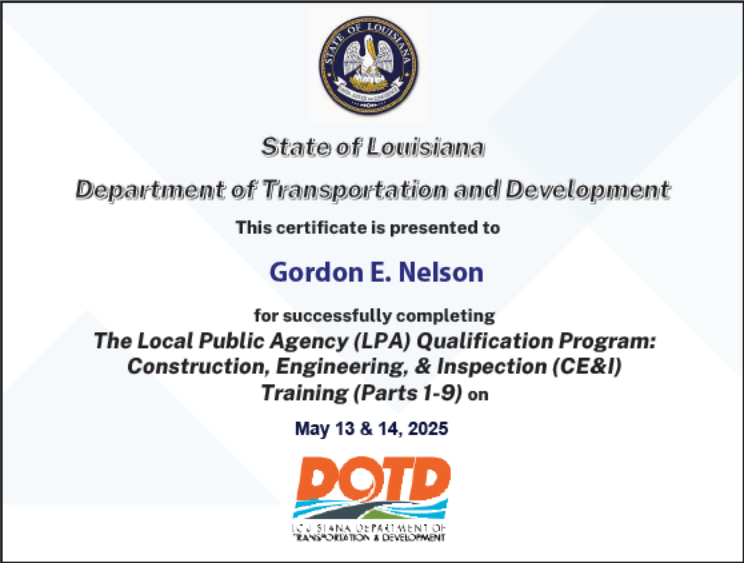 STATE OF LOUISIANA
State of Louisiana
Department of Transportation and Development
This certificate is presented to
Gordon E. Nelson
for successfully completing
The Local Public Agency (LPA) Qualification Program:
Construction, Engineering, & Inspection (CE&I)
Training (Parts 1-9) on
May 13 & 14, 2025
DOTD
LOUISIANA DEPARTMENT OF
TRANSPORTATION & DEVELOPMENT